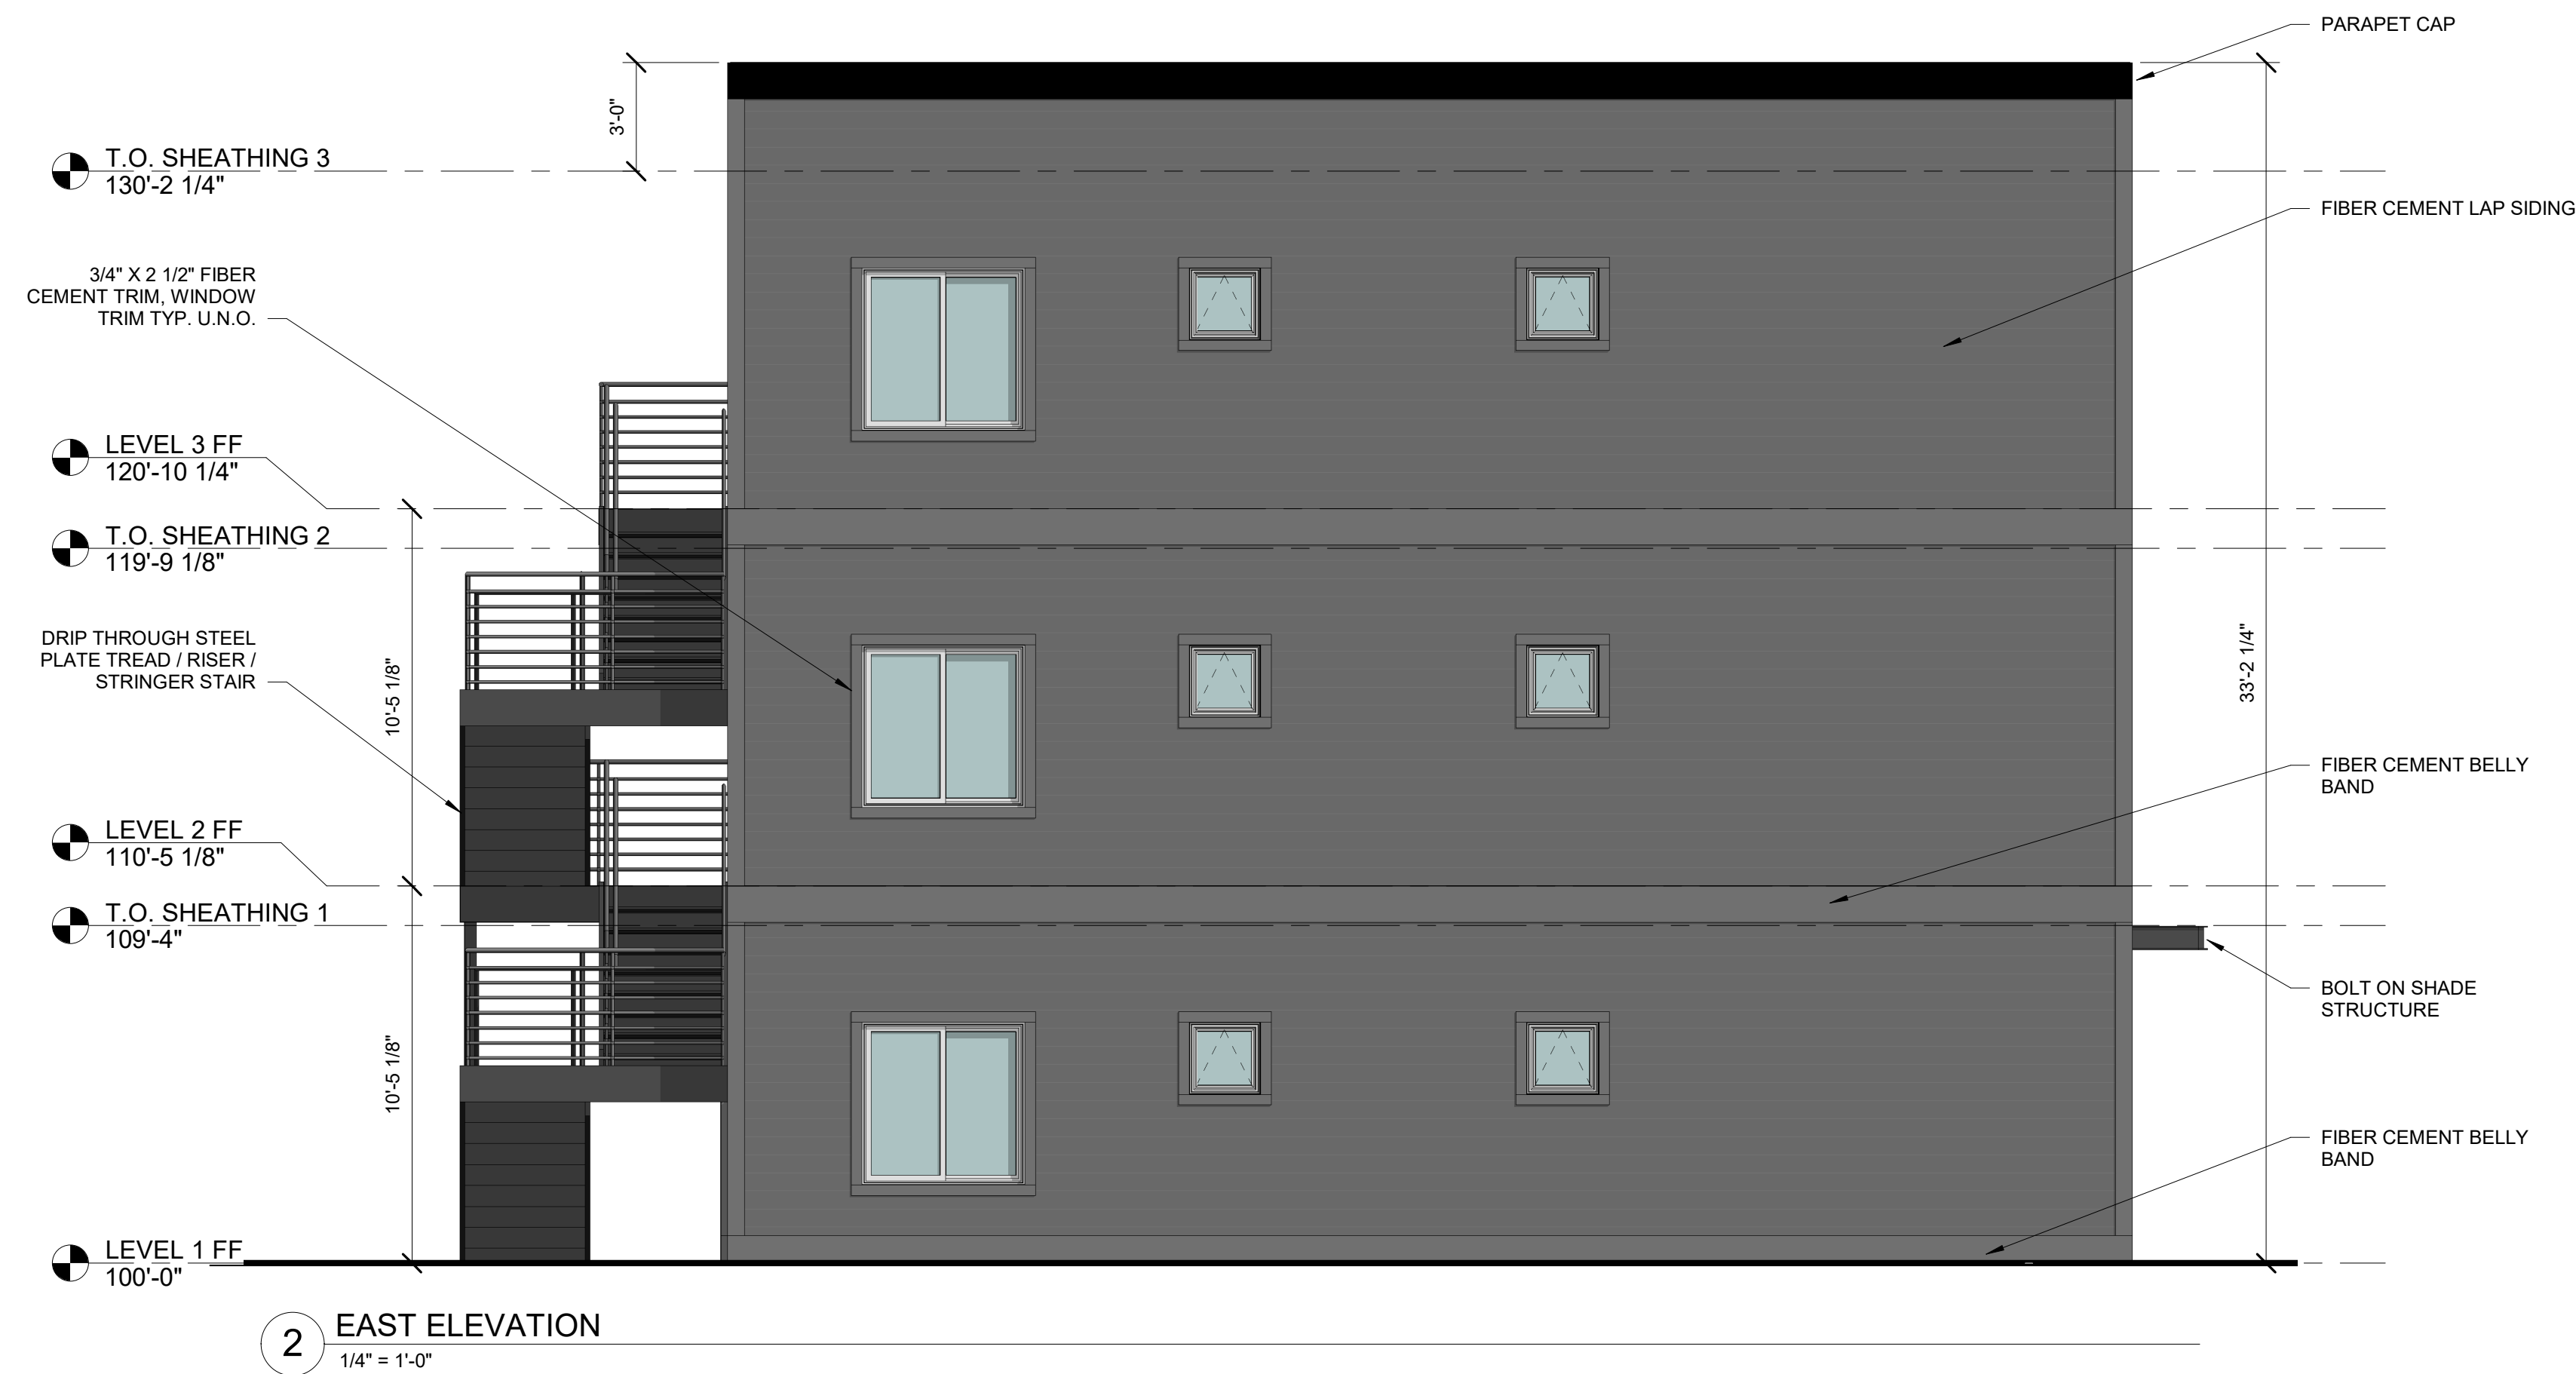 PARAPET CAP
3'-0"
T.O. SHEATHING 3
130'-2 1/4"
FIBER CEMENT LAP SIDING
3/4" X 2 1/2" FIBER
CEMENT TRIM, WINDOW
TRIM TYP. U.N.O.
LEVEL 3 FF
120'-10 1/4"
T.O. SHEATHING 2
119'-9 1/8"
DRIP THROUGH STEEL
PLATE TREAD / RISER /
STRINGER STAIR
10'-5 1/8"
33'-2 1/4"
FIBER CEMENT BELLY
BAND
LEVEL 2 FF
110'-5 1/8"
T.O. SHEATHING 1
109'-4"
BOLT ON SHADE
STRUCTURE
10'-5 1/8"
FIBER CEMENT BELLY
BAND
LEVEL 1 FF
100'-0"
2
EAST ELEVATION
1/4" = 1'-0"